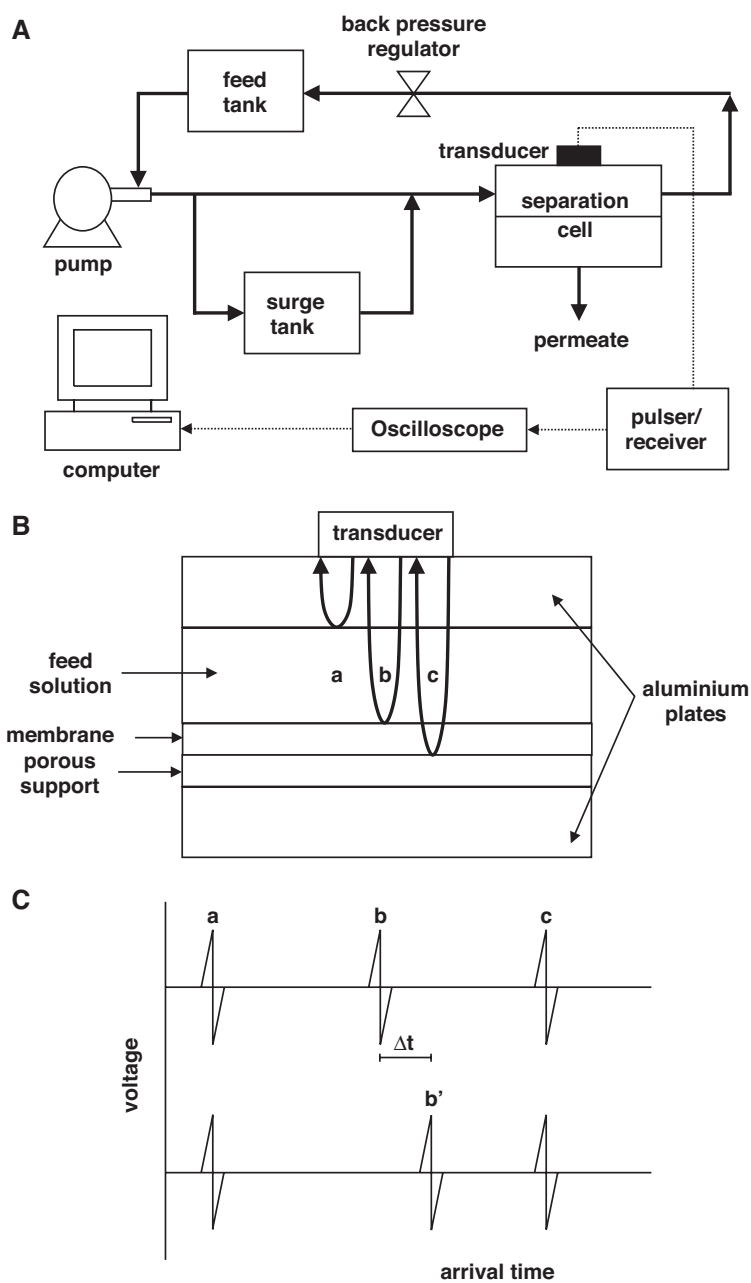 A
back pressure
regulator
feed
tank
transducer
separation
cell
pump
surge
tank
permeate
computer
Oscilloscope
pulser/
receiver
B
transducer
feed
solution
a b c
aluminium
plates
membrane
porous
support
C
a b c
Δt
b’
voltage
arrival time